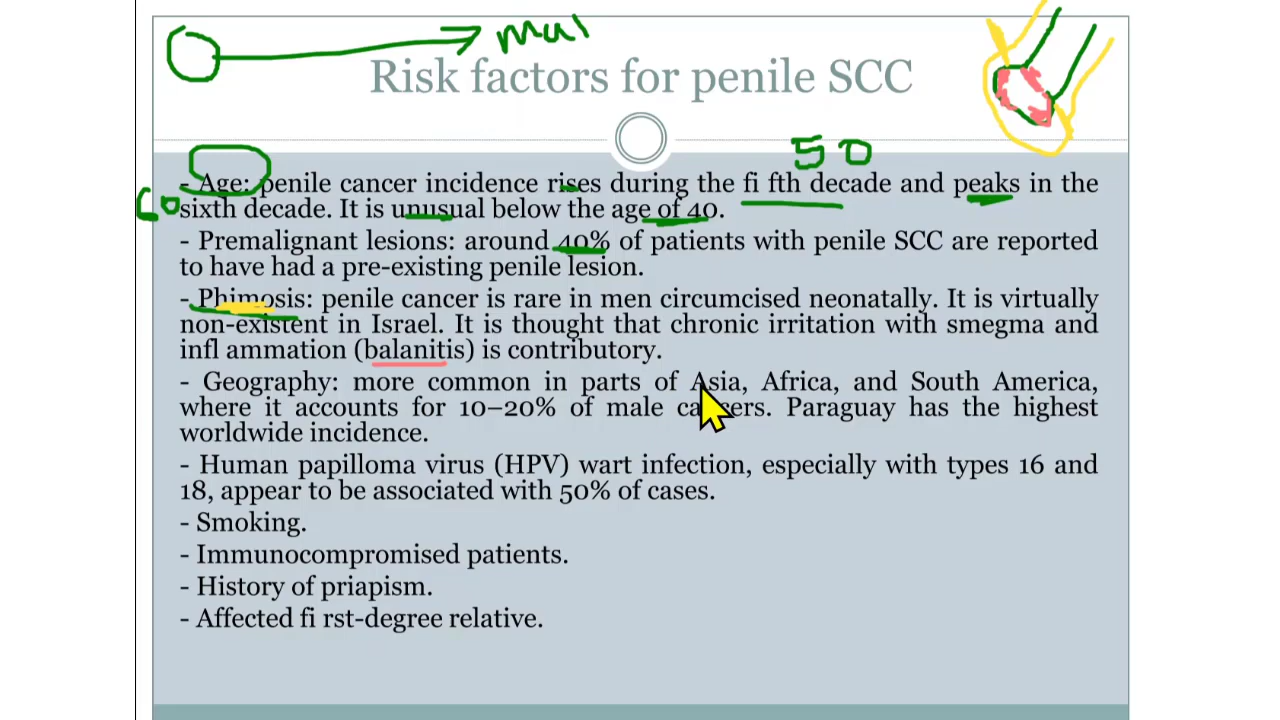 mul
Risk factors for penile SCC
50
- Age: penile cancer incidence rises during the fi fth decade and peaks in the
60
sixth decade. It is unusual below the age of 40.
- Premalignant lesions: around 40% of patients with penile SCC are reported
to have had a pre-existing penile lesion.
- Phimosis: penile cancer is rare in men circumcised neonatally. It is virtually
non-existent in Israel. It is thought that chronic irritation with smegma and
infl ammation (balanitis) is contributory.
- Geography: more common in parts of Asia, Africa, and South America,
where it accounts for 10–20% of male cancers. Paraguay has the highest
worldwide incidence.
- Human papilloma virus (HPV) wart infection, especially with types 16 and
18, appear to be associated with 50% of cases.
- Smoking.
- Immunocompromised patients.
- History of priapism.
- Affected fi rst-degree relative.